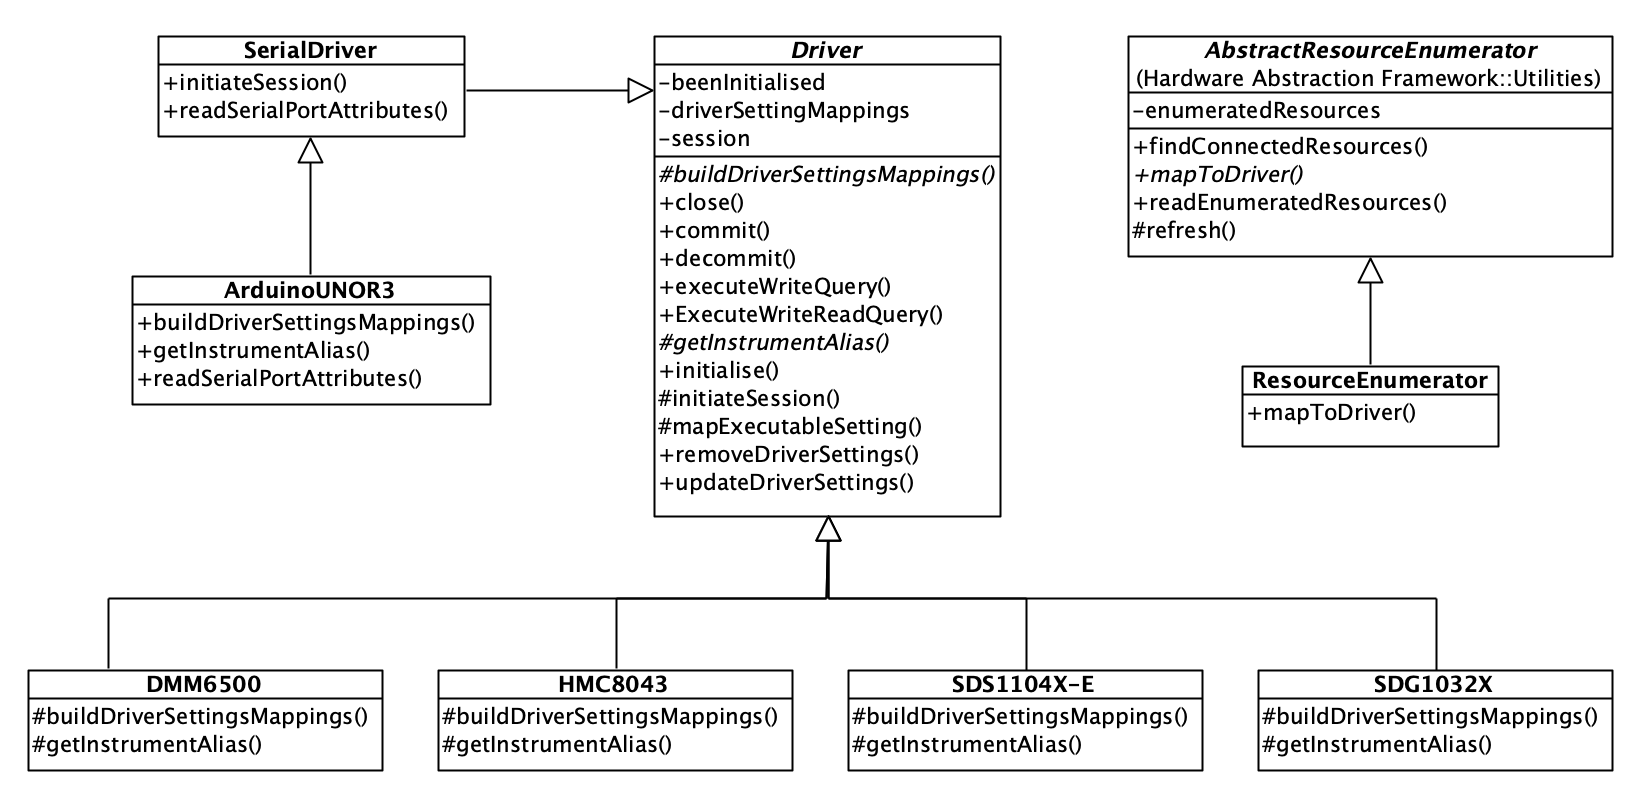 SerialDriver
+initiateSession()
+readSerialPortAttributes()
Driver
-beenInitialised
-driverSettingMappings
-session
#buildDriverSettingsMappings()
+close()
+commit()
+decommit()
+executeWriteQuery()
+ExecuteWriteReadQuery()
#getInstrumentAlias()
+initialise()
#initiateSession()
#mapExecutableSetting()
+removeDriverSettings()
+updateDriverSettings()
AbstractResourceEnumerator
(Hardware Abstraction Framework::Utilities)
-enumeratedResources
+findConnectedResources()
+mapToDriver()
+readEnumeratedResources()
#refresh()
ArduinoUNOR3
+buildDriverSettingsMappings()
+getInstrumentAlias()
+readSerialPortAttributes()
ResourceEnumerator
+mapToDriver()
DMM6500
#buildDriverSettingsMappings()
#getInstrumentAlias()
HMC8043
#buildDriverSettingsMappings()
#getInstrumentAlias()
SDS1104X-E
#buildDriverSettingsMappings()
#getInstrumentAlias()
SDG1032X
#buildDriverSettingsMappings()
#getInstrumentAlias()